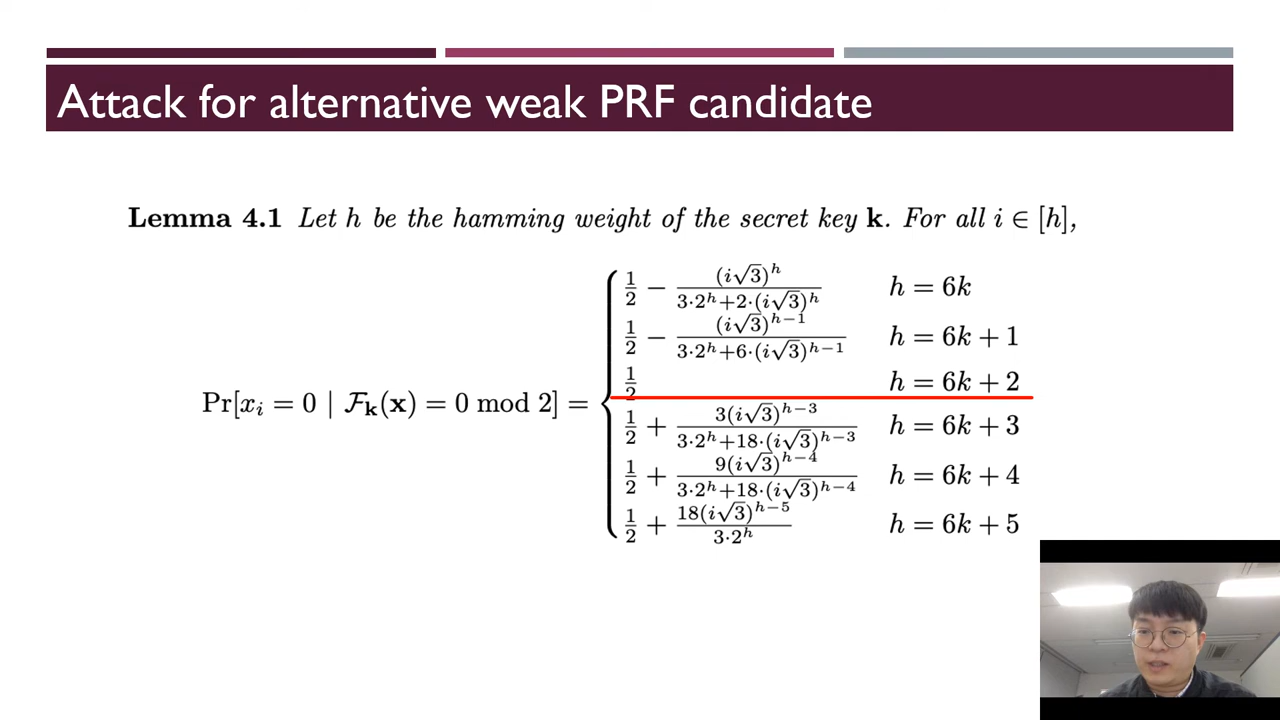 Attack for alternative weak PRF candidate
Lemma 4.1 Let h be the hamming weight of the secret key k. For all i ∈ [h],
Pr[x_i = 0 | F_k(x) = 0 mod 2] =
1/2 − (i√3)^h / (3·2^h+2·(i√3)^h) h = 6k
1/2 − (i√3)^{h−1} / (3·2^h+6·(i√3)^{h−1}) h = 6k + 1
1/2 h = 6k + 2
1/2 + 3(i√3)^{h−3} / (3·2^h+18·(i√3)^{h−3}) h = 6k + 3
1/2 + 9(i√3)^{h−4} / (3·2^h+18·(i√3)^{h−4}) h = 6k + 4
1/2 + 18(i√3)^{h−5} / (3·2^h) h = 6k + 5